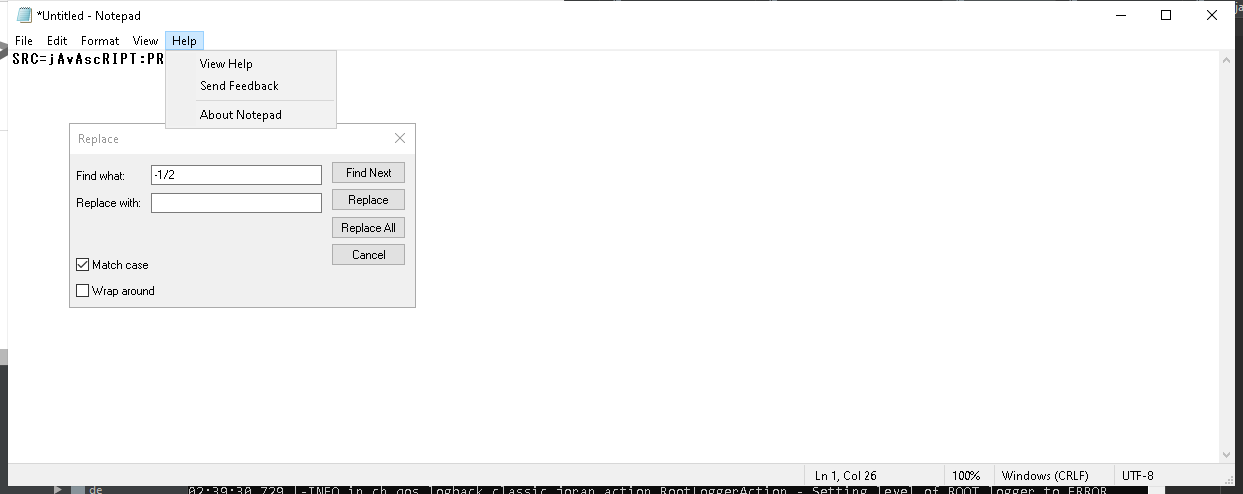 *Untitled - Notepad
File Edit Format View Help
SRC=jAvAscRIPT:PR
View Help
Send Feedback
About Notepad
Replace
Find what: -1/2 Find Next
Replace with: Replace
Replace All
Cancel
Match case
Wrap around
Ln 1, Col 26 100% Windows (CRLF) UTF-8
de 02:39:30,729 |-INFO in ch.qos.logback.classic.joran.action.RootLoggerAction - Setting level of ROOT logger to ERROR